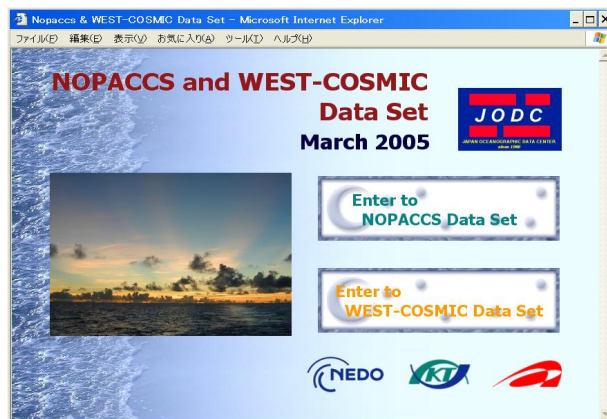 Nopaccs & WEST-COSMIC Data Set - Microsoft Internet Explorer
ファイル(F) 編集(E) 表示(V) お気に入り(A) ツール(T) ヘルプ(H)
NOPACCS and WEST-COSMIC
Data Set
March 2005
JODC
JAPAN OCEANOGRAPHIC DATA CENTER
since 1965
Enter to
NOPACCS Data Set
Enter to
WEST-COSMIC Data Set
NEDO
KT